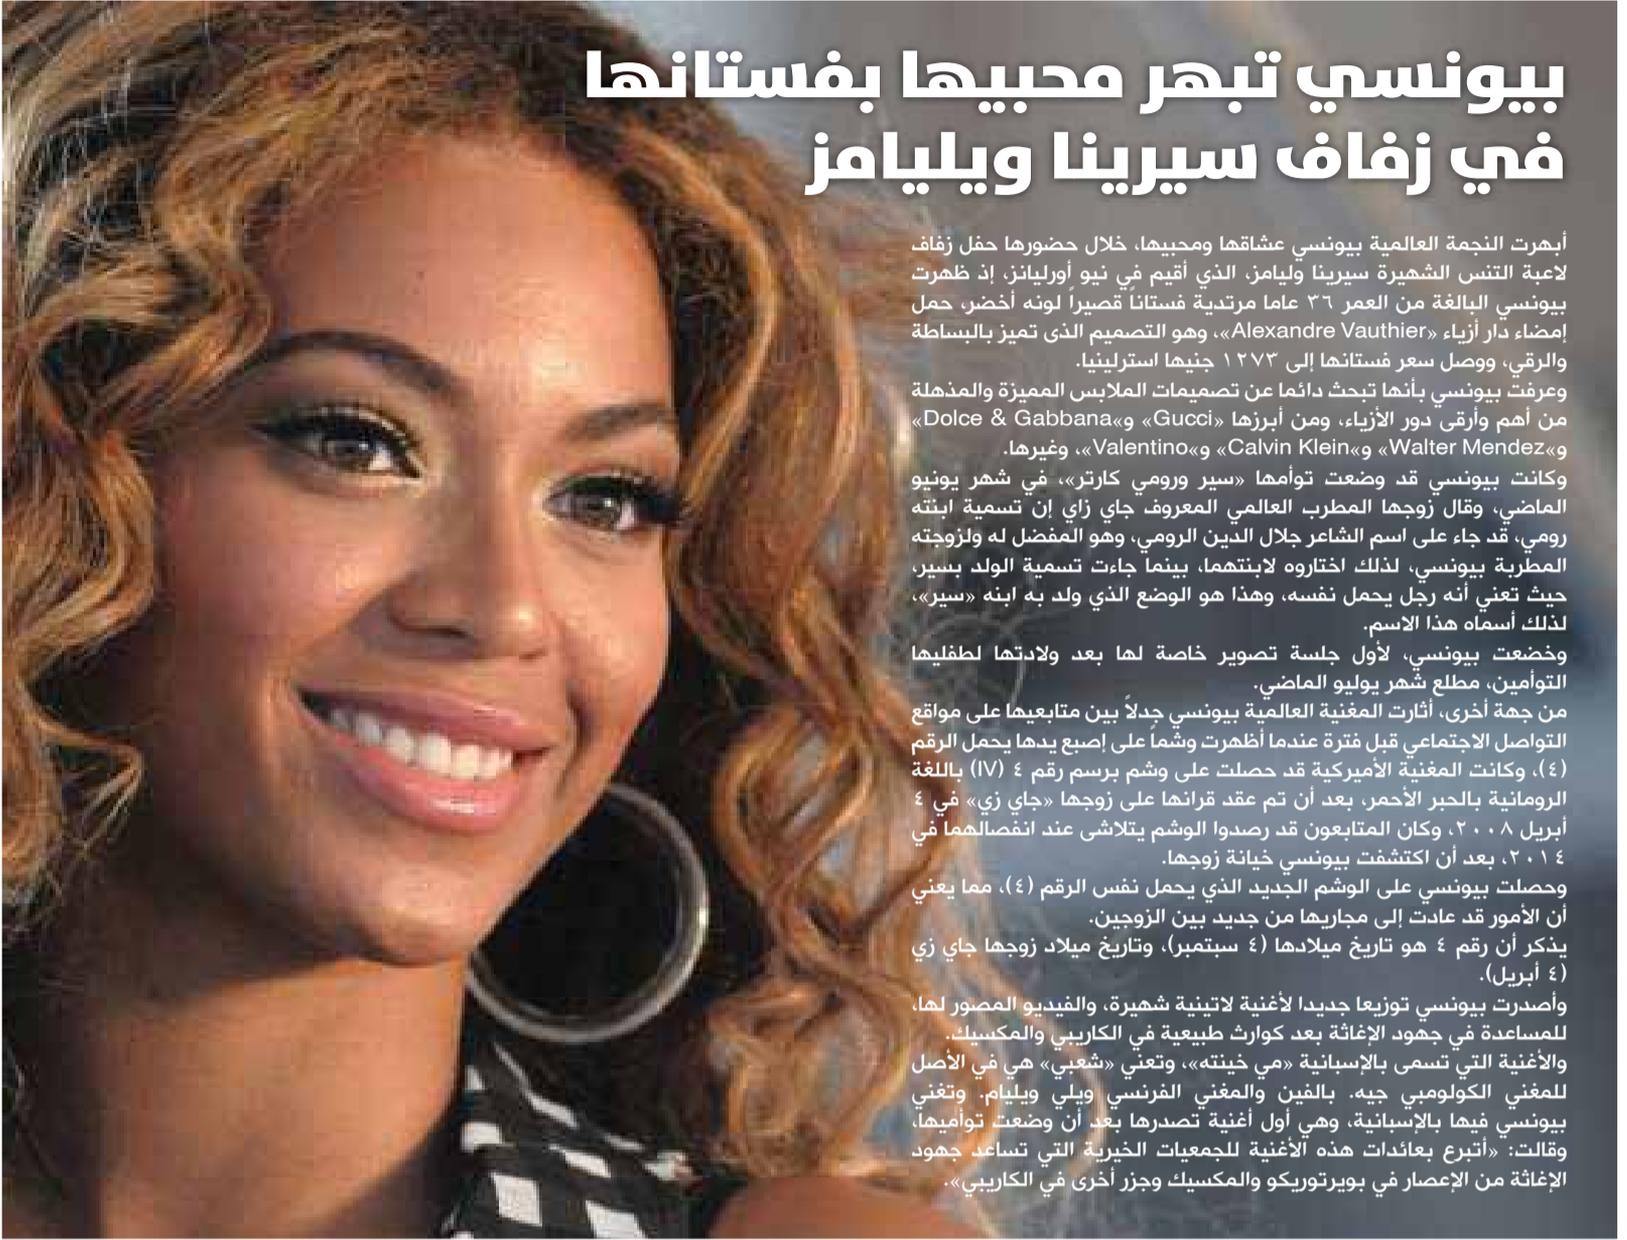 بيونسي تبهر محبيها بفستانها
في زفاف سيرينا ويليامز
أبهرت النجمة العالمية بيونسي عشاقها ومحبيها، خلال حضورها حفل زفاف
لاعبة التنس الشهيرة سيرينا وليامز، الذي أقيم في نيو أورليانز، إذ ظهرت
بيونسي البالغة من العمر ٣٦ عاما مرتدية فستاناً قصيراً لونه أخضر، حمل
إمضاء دار أزياء «Alexandre Vauthier»، وهو التصميم الذى تميز بالبساطة
والرقي، ووصل سعر فستانها إلى ١٢٧٣ جنيها استرلينيا.
وعرفت بيونسي بأنها تبحث دائما عن تصميمات الملابس المميزة والمذهلة
من أهم وأرقى دور الأزياء، ومن أبرزها «Gucci» و«Dolce & Gabbana»
و«Walter Mendez» و«Calvin Klein» و«Valentino»، وغيرها.
وكانت بيونسي قد وضعت توأمها «سير ورومي كارتر»، في شهر يونيو
الماضي، وقال زوجها المطرب العالمي المعروف جاي زاي إن تسمية ابنته
رومي، قد جاء على اسم الشاعر جلال الدين الرومي، وهو المفضل له ولزوجته
المطربة بيونسي، لذلك اختاروه لابنتهما، بينما جاءت تسمية الولد بسير،
حيث تعني أنه رجل يحمل نفسه، وهذا هو الوضع الذي ولد به ابنه «سير»،
لذلك أسماه هذا الاسم.
وخضعت بيونسي، لأول جلسة تصوير خاصة لها بعد ولادتها لطفليها
التوأمين، مطلع شهر يوليو الماضي.
من جهة أخرى، أثارت المغنية العالمية بيونسي جدلاً بين متابعيها على مواقع
التواصل الاجتماعي قبل فترة عندما أظهرت وشماً على إصبع يدها يحمل الرقم
(٤)، وكانت المغنية الأميركية قد حصلت على وشم برسم رقم ٤ (IV) باللغة
الرومانية بالحبر الأحمر، بعد أن تم عقد قرانها على زوجها «جاي زي» في ٤
أبريل ٢٠٠٨، وكان المتابعون قد رصدوا الوشم يتلاشى عند انفصالهما في
٢٠١٤، بعد أن اكتشفت بيونسي خيانة زوجها.
وحصلت بيونسي على الوشم الجديد الذي يحمل نفس الرقم (٤)، مما يعني
أن الأمور قد عادت إلى مجاريها من جديد بين الزوجين.
يذكر أن رقم ٤ هو تاريخ ميلادها (٤ سبتمبر)، وتاريخ ميلاد زوجها جاي زي
(٤ أبريل).
وأصدرت بيونسي توزيعا جديدا لأغنية لاتينية شهيرة، والفيديو المصور لها،
للمساعدة في جهود الإغاثة بعد كوارث طبيعية في الكاريبي والمكسيك.
والأغنية التي تسمى بالإسبانية «مي خينته»، وتعني «شعبي» هي في الأصل
للمغني الكولومبي جيه. بالفين والمغني الفرنسي ويلي ويليام. وتغني
بيونسي فيها بالإسبانية، وهي أول أغنية تصدرها بعد أن وضعت توأميها،
وقالت: «أتبرع بعائدات هذه الأغنية للجمعيات الخيرية التي تساعد جهود
الإغاثة من الإعصار في بويرتوريكو والمكسيك وجزر أخرى في الكاريبي».